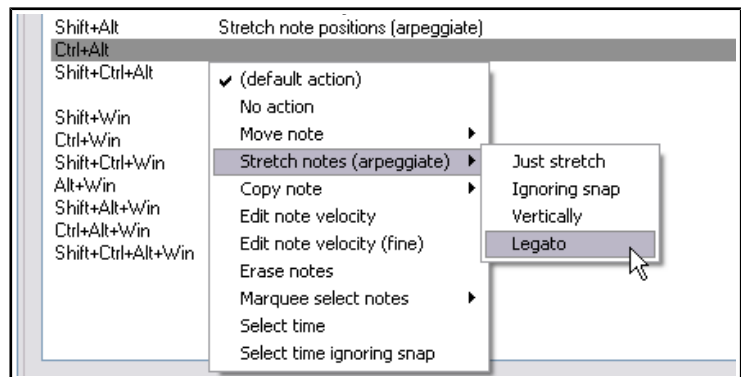 Shift+Alt Stretch note positions (arpeggiate)
Ctrl+Alt
Shift+Ctrl+Alt
Shift+Win
Ctrl+Win
Shift+Ctrl+Win
Alt+Win
Shift+Alt+Win
Ctrl+Alt+Win
Shift+Ctrl+Alt+Win
(default action)
No action
Move note
Stretch notes (arpeggiate)
Copy note
Edit note velocity
Edit note velocity (fine)
Erase notes
Marquee select notes
Select time
Select time ignoring snap
Just stretch
Ignoring snap
Vertically
Legato